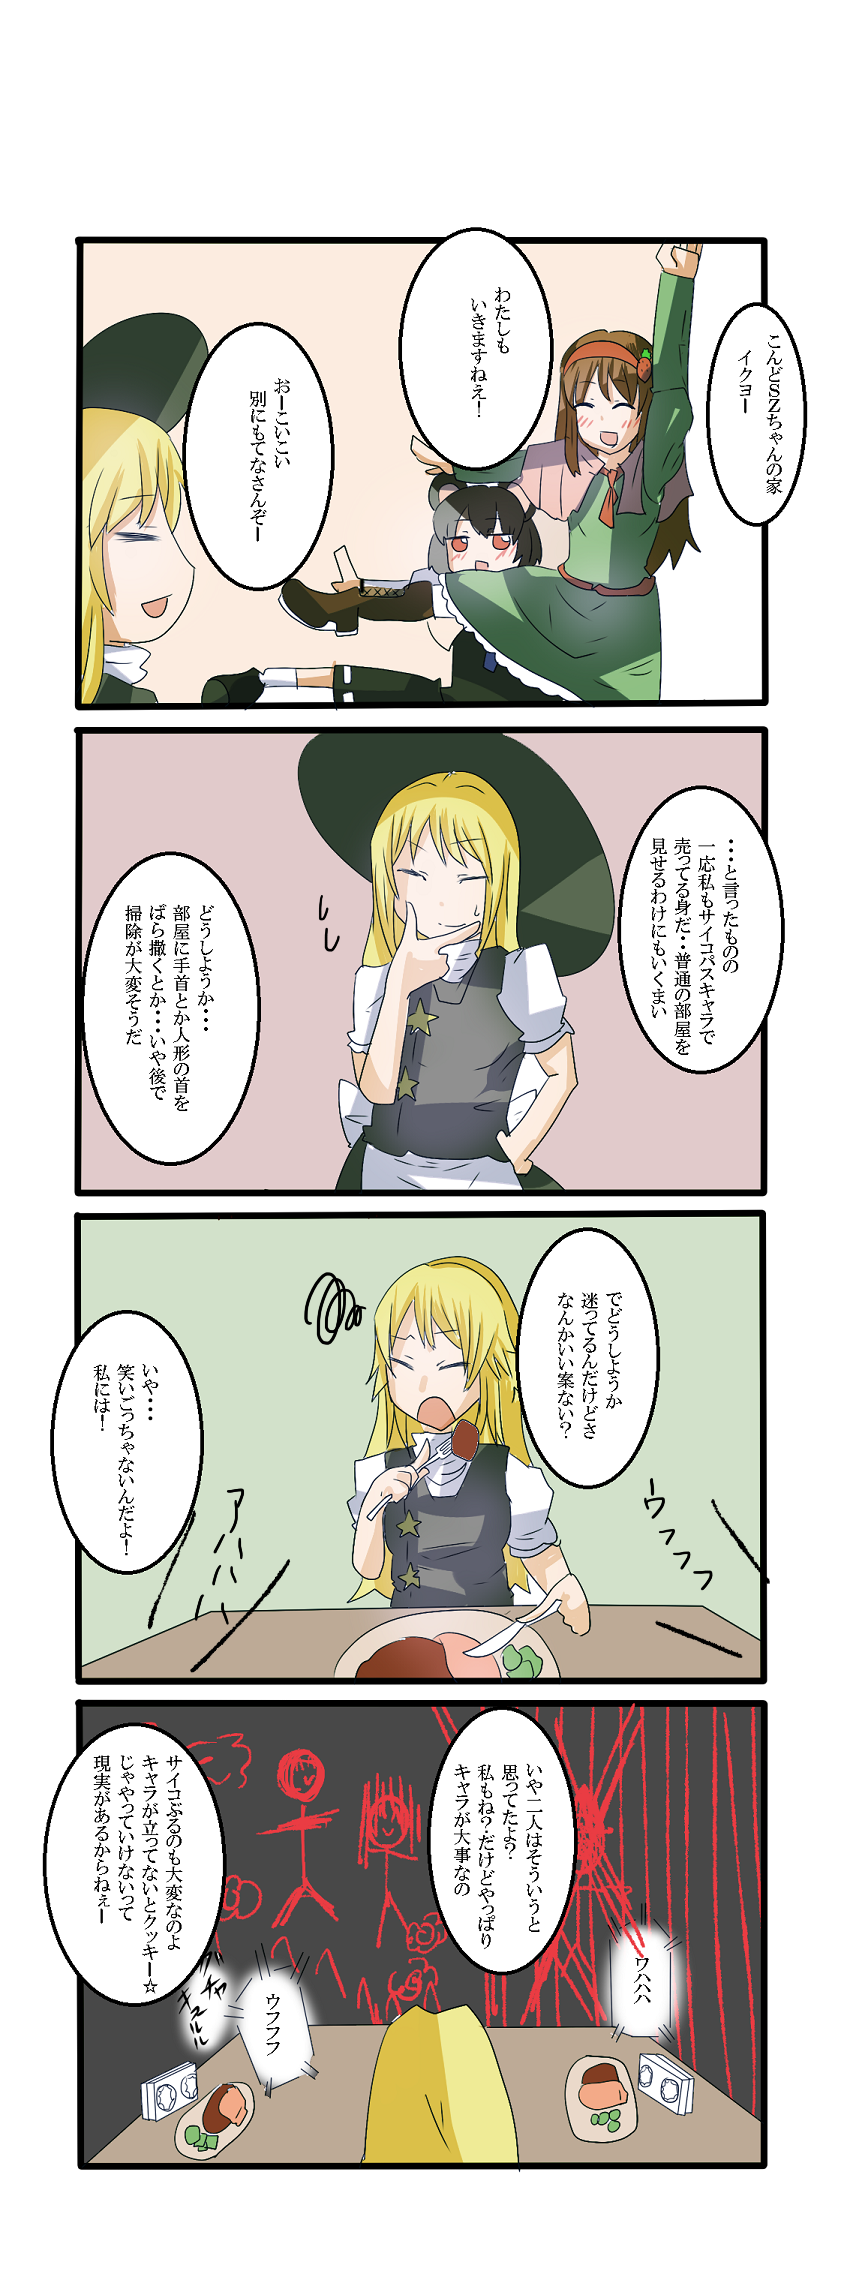 こんどSZちゃんの家
イクヨー
わたしも
いきますねえ!
おーこいこい
別にもてなさんぞー
・・・と言ったものの
一応私もサイコパスキャラで
売ってる身だ・・普通の部屋を
見せるわけにもいくまい
どうしようか・・・
部屋に手首とか人形の首を
ばら撒くとか・・・いや後で
掃除が大変そうだ
でどうしようか
迷ってるんだけどさ
なんかいい案ない?
ウフフフ
いや・・・
笑いごっちゃないんだよ!
私には!
アハハハハ
いや二人はそういうと
思ってたよ?
私もね?だけどやっぱり
キャラが大事なの
ワハハハ
サイコぶるのも大変なのよ
キャラが立ってないとクッキー☆
じゃやっていけないって
現実があるからねぇー
ウフフフ
グチャ
キュルル